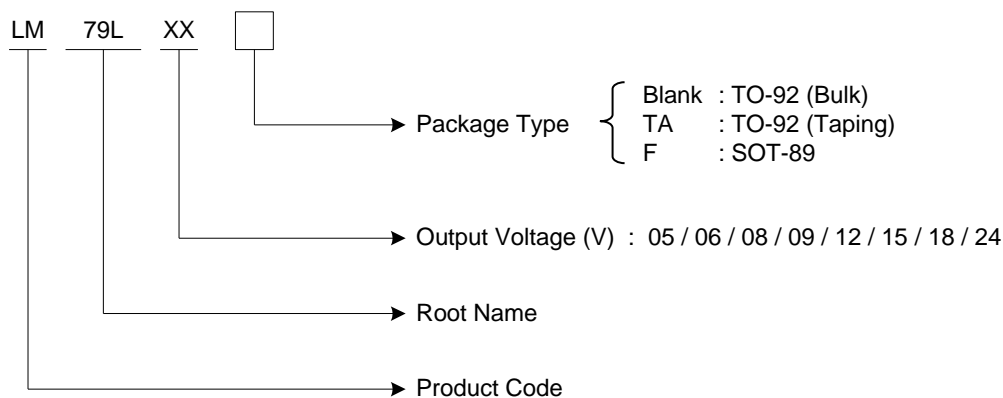 LM 79L XX
Blank : TO-92 (Bulk)
Package Type TA : TO-92 (Taping)
F : SOT-89
Output Voltage (V) : 05 / 06 / 08 / 09 / 12 / 15 / 18 / 24
Root Name
Product Code